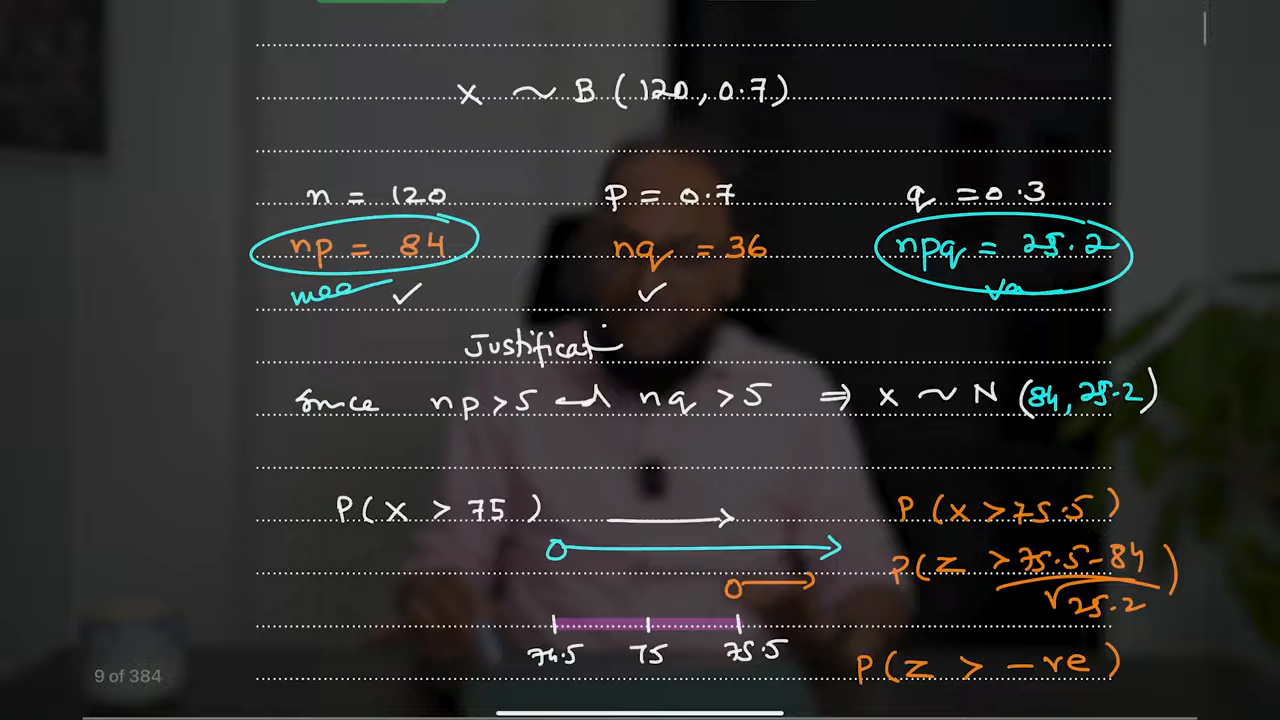 x ~ B (120, 0.7)
n = 120 p = 0.7 q = 0.3
np = 84 nq = 36 npq = 25.2
✓ ✓
Since np > 5 and nq > 5 ⇒ x ~ N (84, 25.2)
P(x > 75) → P(x > 75.5)
P(z > 75.5-84/√25.2)
74.5 75 75.5
P(z > -ve)
9 of 384